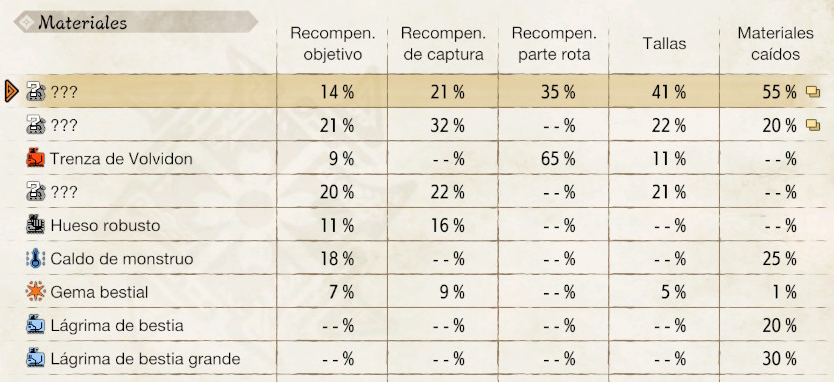 Materiales
Recompen. objetivo Recompen. de captura Recompen. parte rota Tallas Materiales caídos
??? 14 % 21 % 35 % 41 % 55 %
??? 21 % 32 % - - % 22 % 20 %
Trenza de Volvidon 9 % - - % 65 % 11 % - - %
??? 20 % 22 % - - % 21 % - - %
Hueso robusto 11 % 16 % - - % - - % - - %
Caldo de monstruo 18 % - - % - - % - - % 25 %
Gema bestial 7 % 9 % - - % 5 % 1 %
Lágrima de bestia - - % - - % - - % - - % 20 %
Lágrima de bestia grande - - % - - % - - % - - % 30 %